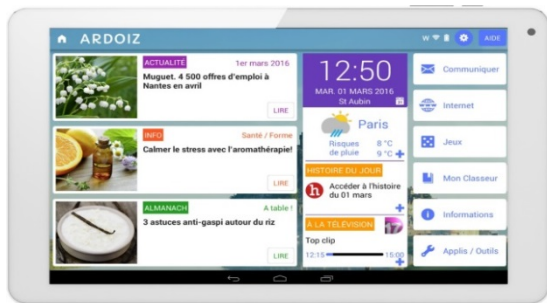 ARDOIZ
W
AIDE
ACTUALITÉ
1er mars 2016
Muguet. 4 500 offres d'emploi à
Nantes en avril
LIRE
INFO
Santé / Forme
Calmer le stress avec l'aromathérapie!
LIRE
ALMANACH
A table !
3 astuces anti-gaspi autour du riz
LIRE
12:50
MAR. 01 MARS 2016
St Aubin
Paris
Risques
de pluie
8 °C
9 °C
HISTOIRE DU JOUR
h
Accéder à l'histoire
du 01 mars
À LA TÉLÉVISION
Top clip
12:15
15:00
Communiquer
Internet
Jeux
Mon Classeur
Informations
Applis / Outils